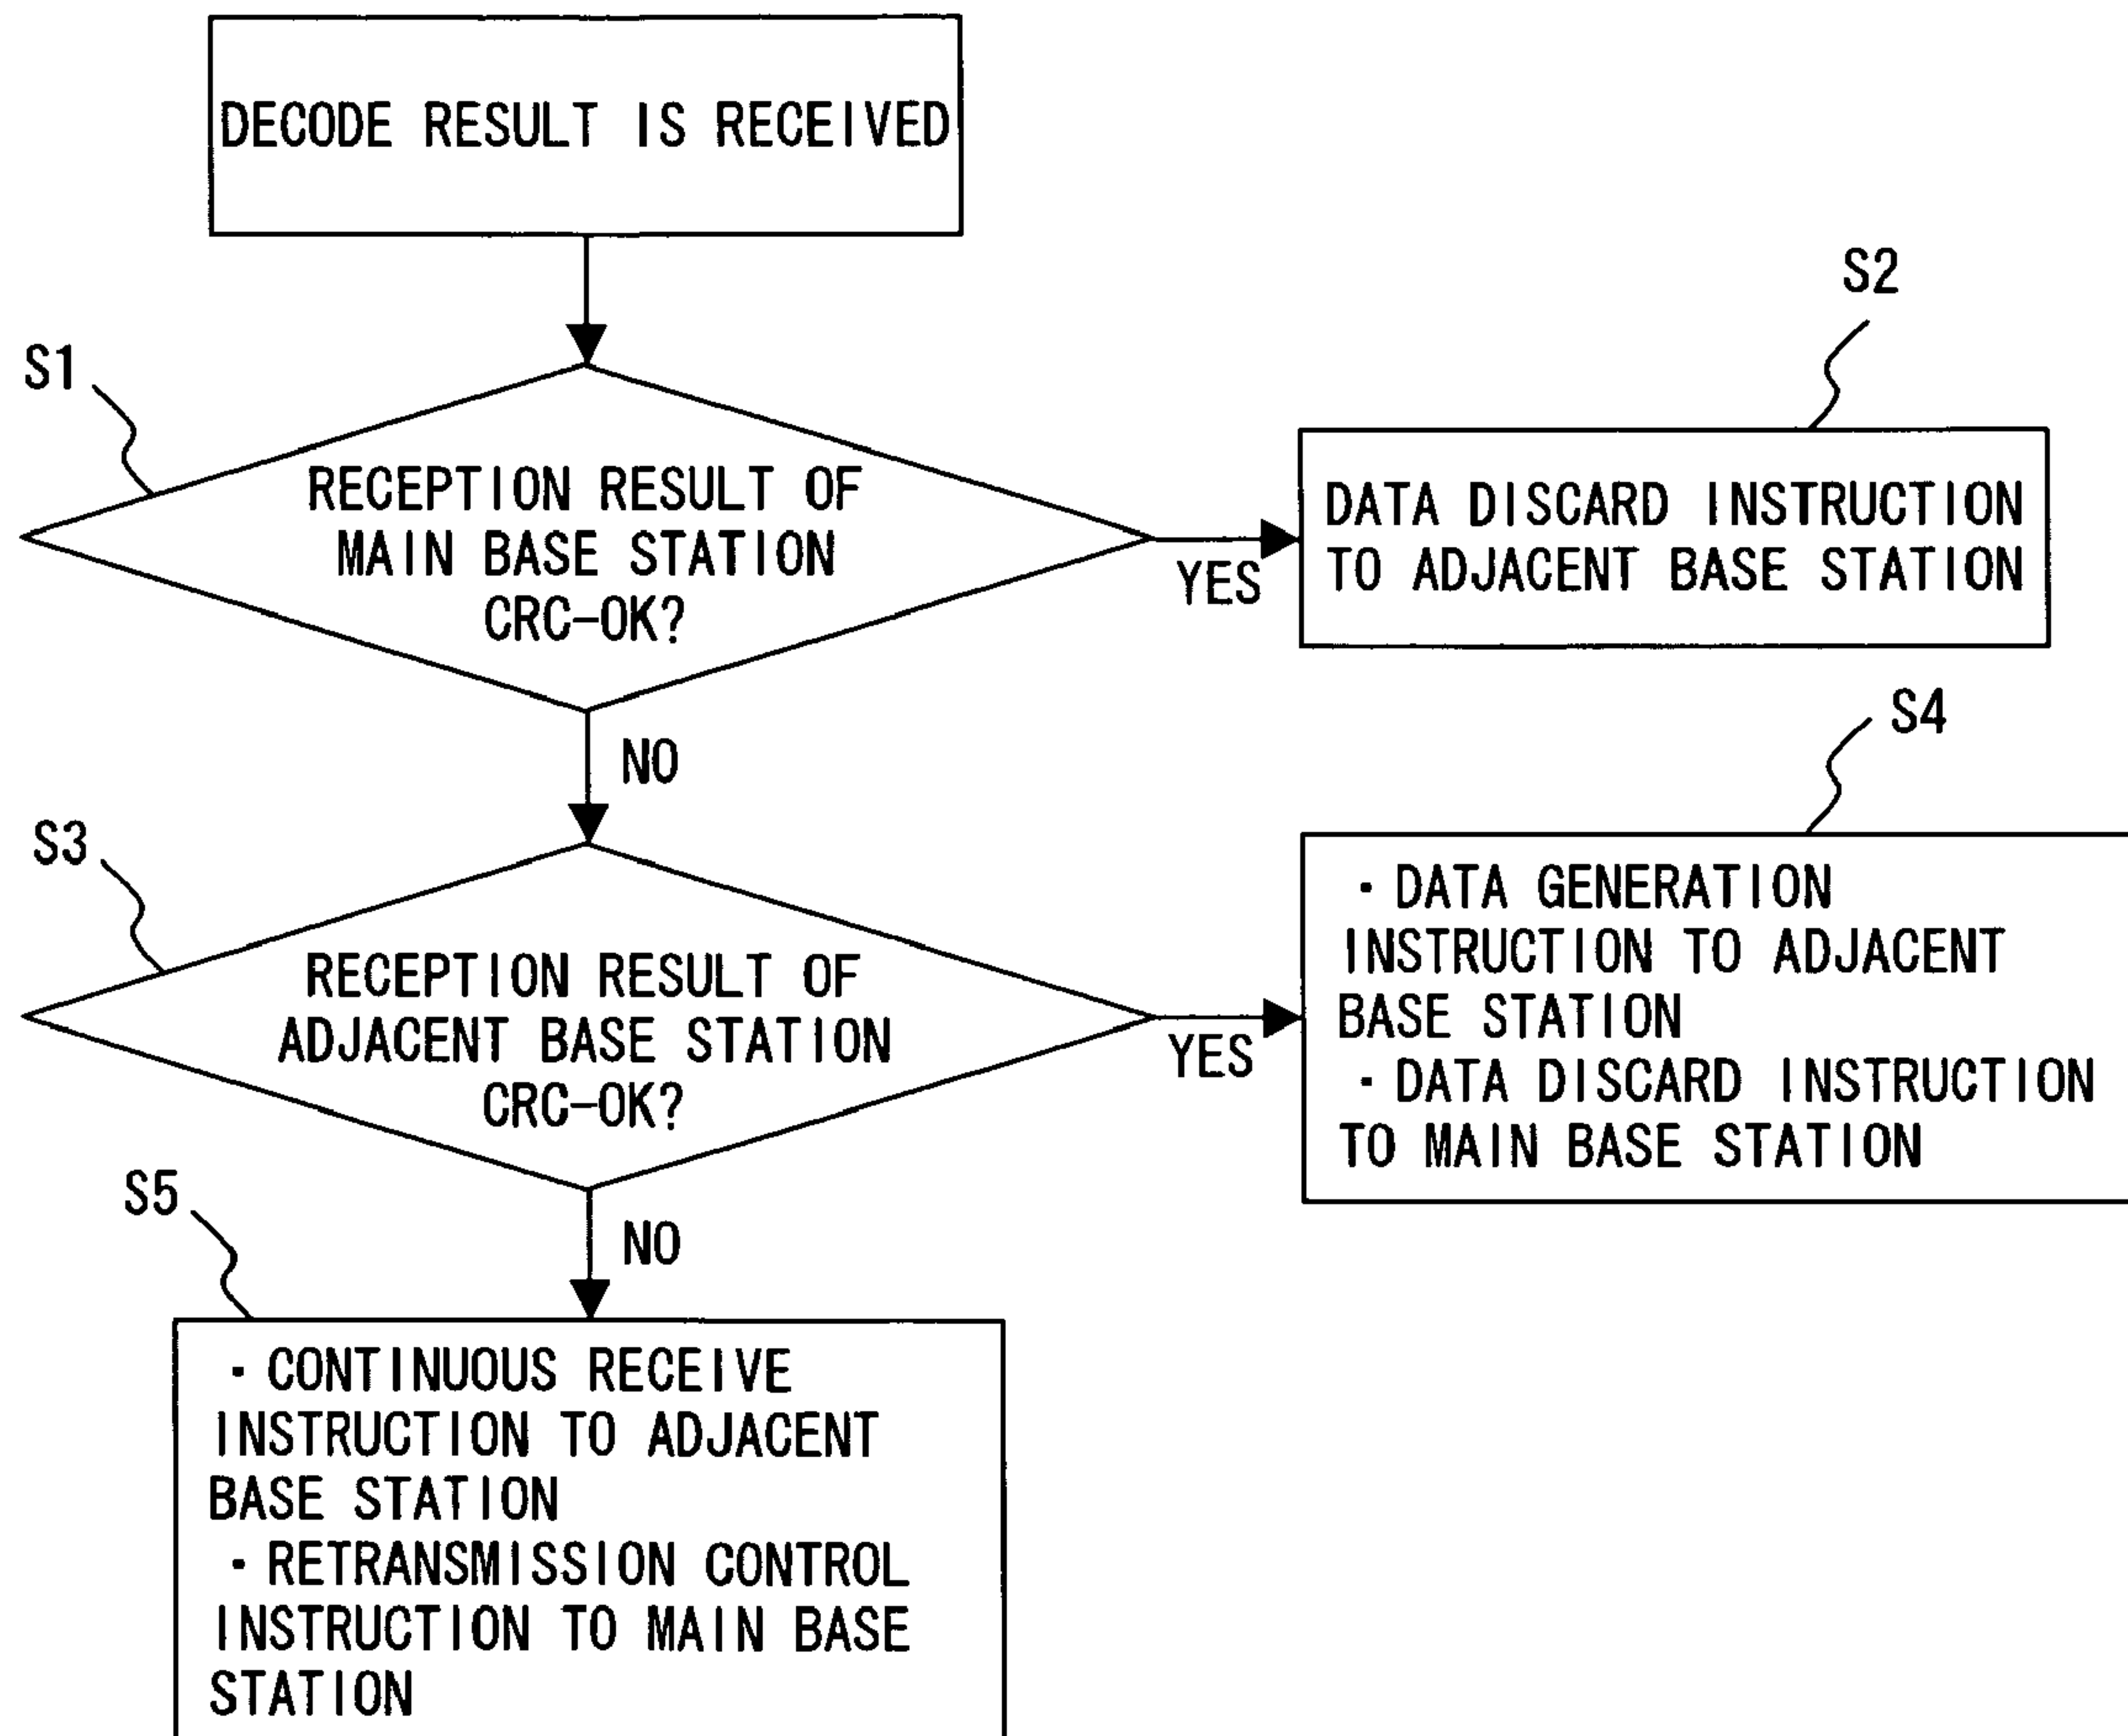 DECODE RESULT IS RECEIVED
S1
RECEPTION RESULT OF
MAIN BASE STATION
CRC-OK?
YES
S2
DATA DISCARD INSTRUCTION
TO ADJACENT BASE STATION
NO
S3
RECEPTION RESULT OF
ADJACENT BASE STATION
CRC-OK?
YES
S4
・DATA GENERATION
INSTRUCTION TO ADJACENT
BASE STATION
・DATA DISCARD INSTRUCTION
TO MAIN BASE STATION
NO
S5
・CONTINUOUS RECEIVE
INSTRUCTION TO ADJACENT
BASE STATION
・RETRANSMISSION CONTROL
INSTRUCTION TO MAIN BASE
STATION